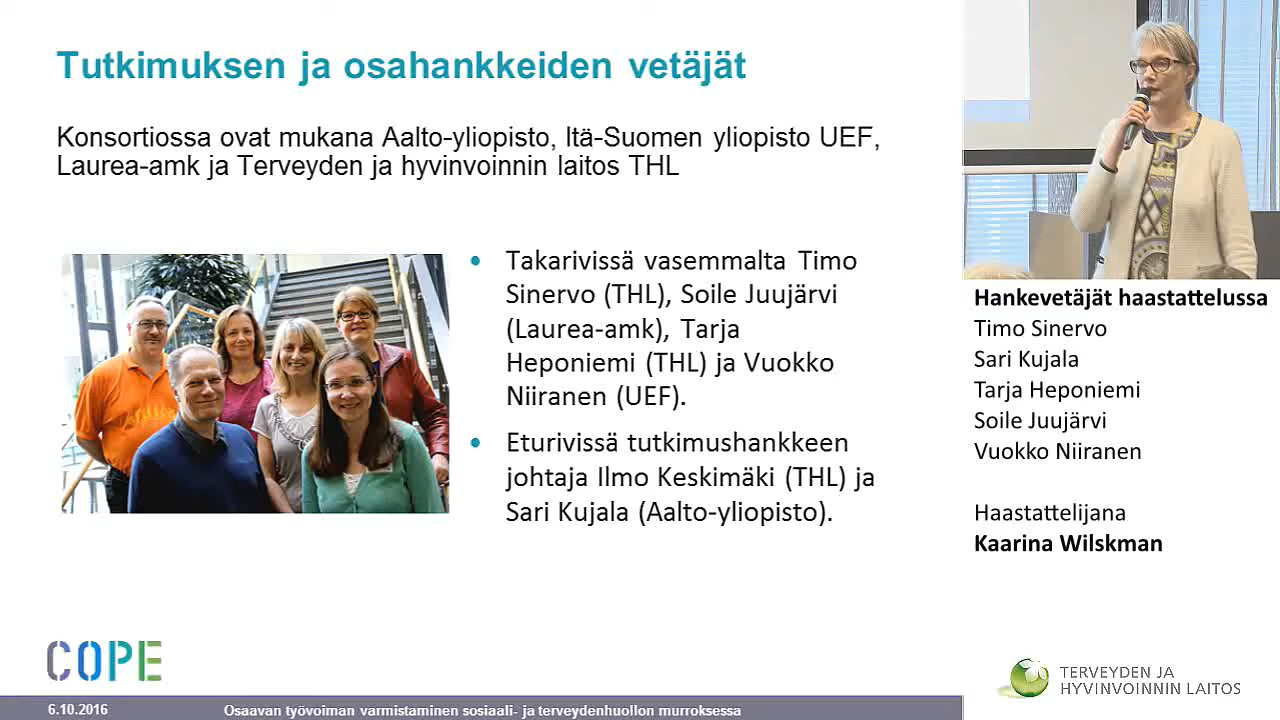 Tutkimuksen ja osahankkeiden vetäjät
Konsortiossa ovat mukana Aalto-yliopisto, Itä-Suomen yliopisto UEF,
Laurea-amk ja Terveyden ja hyvinvoinnin laitos THL
• Takarivissä vasemmalta Timo
Sinervo (THL), Soile Juujärvi
(Laurea-amk), Tarja
Heponiemi (THL) ja Vuokko
Niiranen (UEF).
• Eturivissä tutkimushankkeen
johtaja Ilmo Keskimäki (THL) ja
Sari Kujala (Aalto-yliopisto).
COPE
6.10.2016
Osaavan työvoiman varmistaminen sosiaali- ja terveydenhuollon murroksessa
Hankevetäjät haastattelussa
Timo Sinervo
Sari Kujala
Tarja Heponiemi
Soile Juujärvi
Vuokko Niiranen
Haastattelijana
Kaarina Wilskman
TERVEYDEN JA
HYVINVOINNIN LAITOS